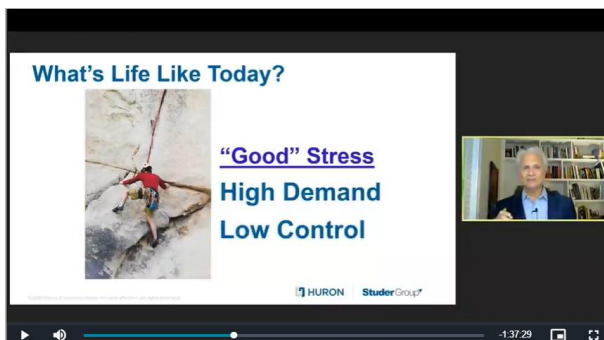 What's Life Like Today?
"Good" Stress
High Demand
Low Control
HURON StuderGroup
-1:37:29